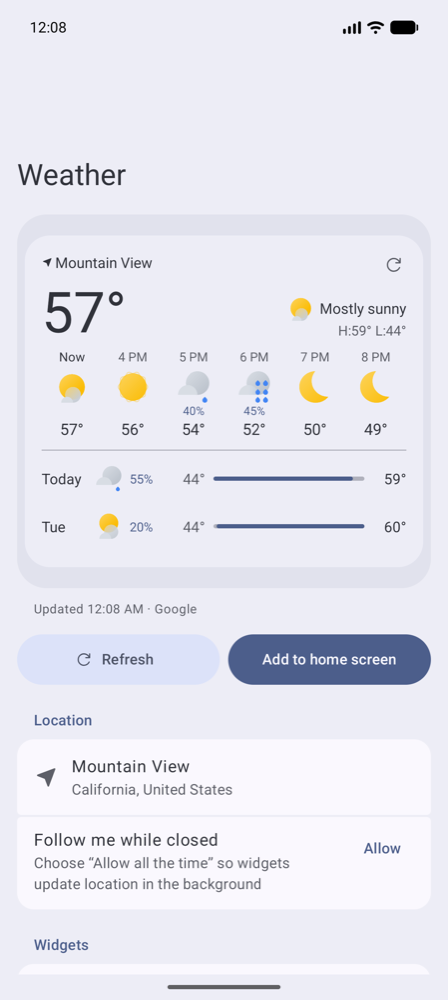 12:08
Weather
Mountain View
57°
Mostly sunny
H:59° L:44°
Now 4 PM 5 PM 6 PM 7 PM 8 PM
40% 45%
57° 56° 54° 52° 50° 49°
Today 55% 44° 59°
Tue 20% 44° 60°
Updated 12:08 AM · Google
Refresh
Add to home screen
Location
Mountain View
California, United States
Follow me while closed
Choose “Allow all the time” so widgets
update location in the background
Allow
Widgets